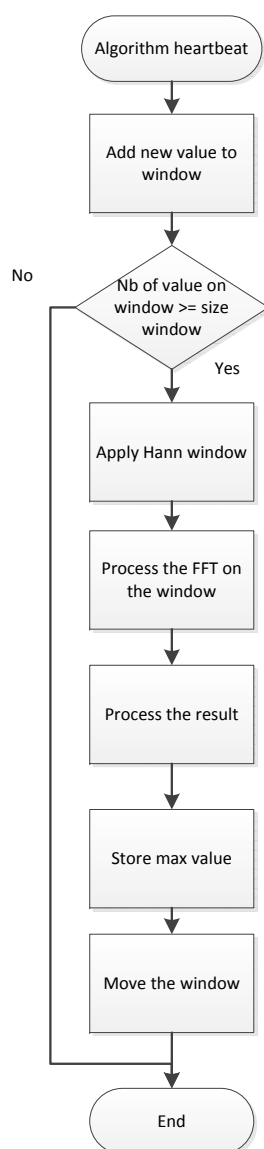 Algorithm heartbeat
Add new value to
window
No
Nb of value on
window >= size
window
Yes
Apply Hann window
Process the FFT on
the window
Process the result
Store max value
Move the window
End